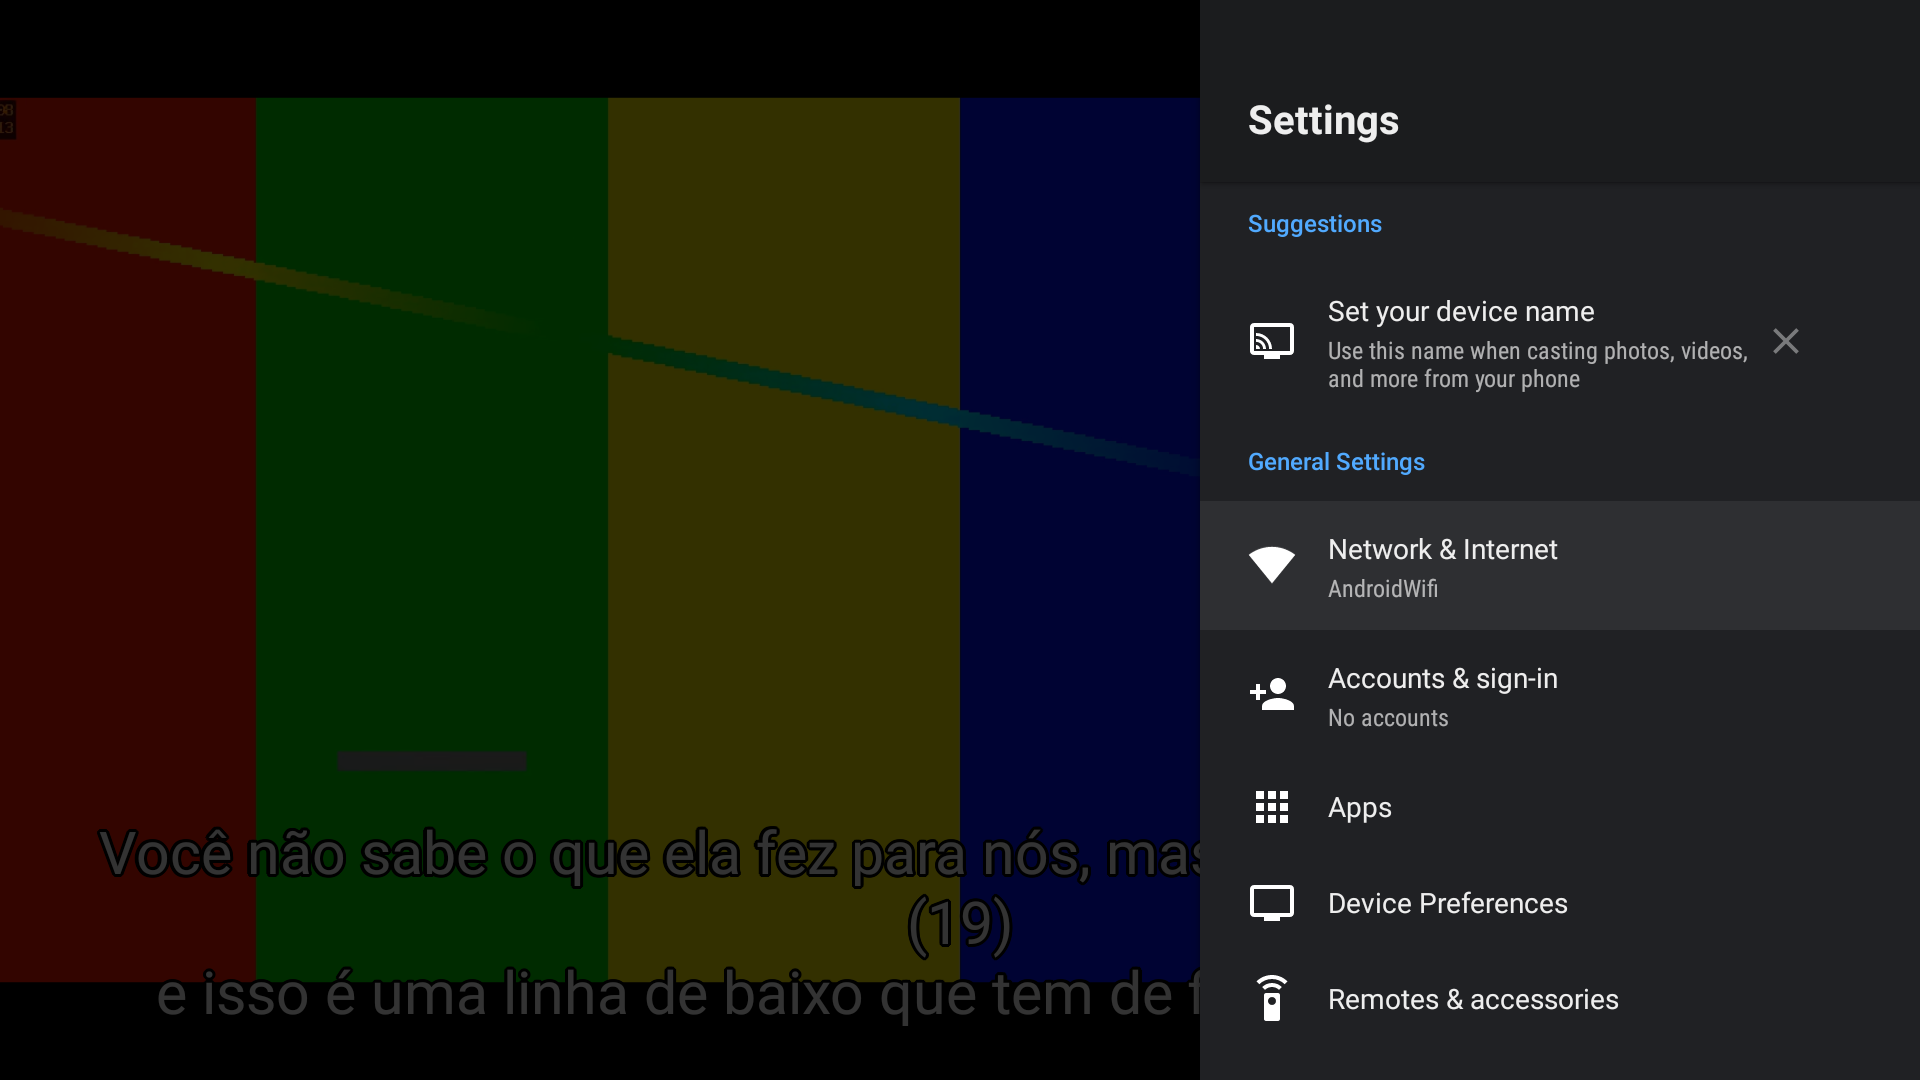 Settings
Suggestions
Set your device name
Use this name when casting photos, videos,
and more from your phone
General Settings
Network & Internet
AndroidWifi
Accounts & sign-in
No accounts
Apps
Device Preferences
Remotes & accessories
Você não sabe o que ela fez para nós,
(19)
e isso é uma linha de baixo que tem de